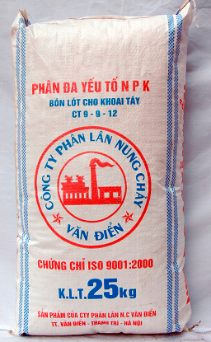 PHÂN ĐA YẾU TỐ N P K
BÓN LÓT CHO KHOAI TÂY
CT 9 - 9 - 12
CÔNG TY PHÂN LÂN NUNG CHẢY
VĂN ĐIỂN
CHỨNG CHỈ ISO 9001:2000
K.L.T. 25kg
SẢN PHẨM CỦA CTY PHÂN LÂN N.C VĂN ĐIỂN
TT. VĂN ĐIỂN - THANH TRÌ - HÀ NỘI